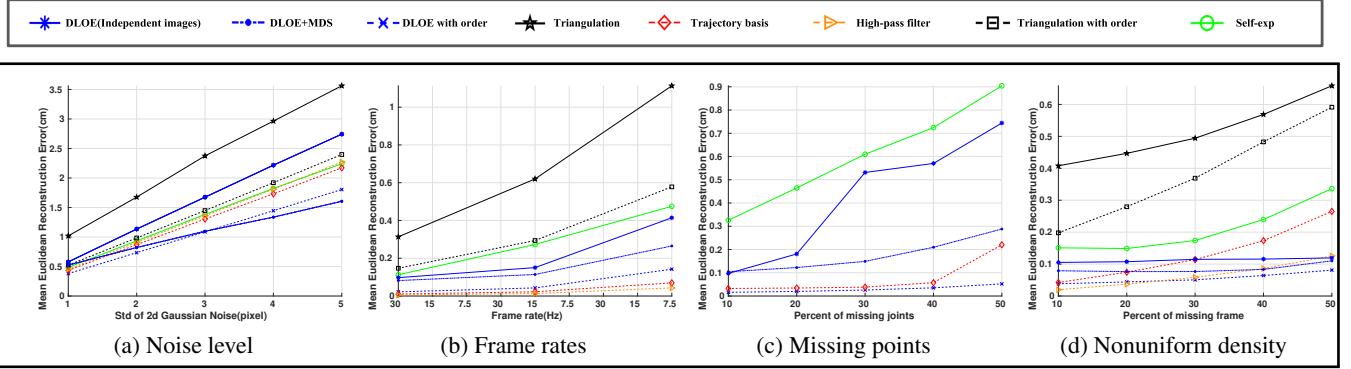 DLOE(Independent images) DLOE+MDS DLOE with order Triangulation Trajectory basis High-pass filter Triangulation with order Self-exp
Mean Euclidean Reconstruction Error(cm)
3.5
3
2.5
2
1.5
1
0.5
0
1 2 3 4 5
Std of 2d Gaussian Noise(pixel)
(a) Noise level
Mean Euclidean Reconstruction Error(cm)
1
0.8
0.6
0.4
0.2
0
30 15 7.5 30 15 7.5 30 15 7.5
Frame rate(Hz)
(b) Frame rates
Mean Euclidean Reconstruction Error(cm)
0.9
0.8
0.7
0.6
0.5
0.4
0.3
0.2
0.1
0
10 20 30 40 50
Percent of missing joints
(c) Missing points
Mean Euclidean Reconstruction Error(cm)
0.6
0.5
0.4
0.3
0.2
0.1
0
10 20 30 40 50
Percent of missing frame
(d) Nonuniform density